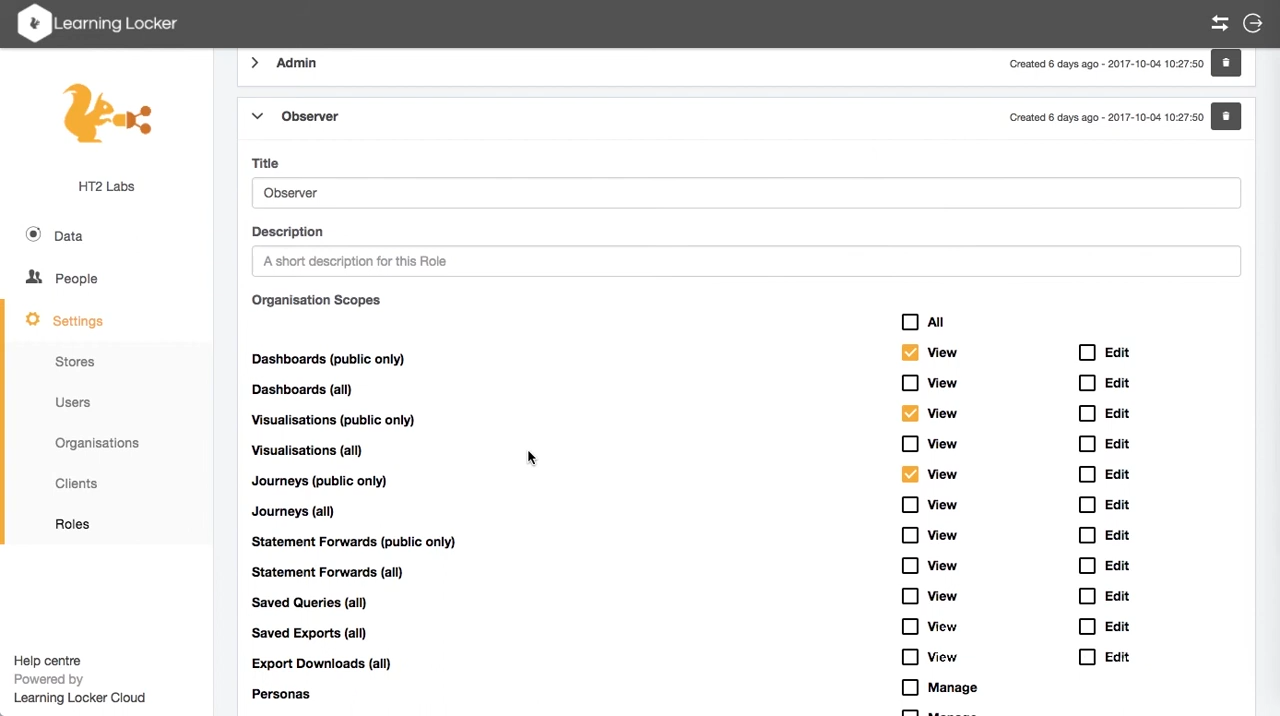 Learning Locker
HT2 Labs
Data
People
Settings
Stores
Users
Organisations
Clients
Roles
Help centre
Powered by
Learning Locker Cloud
Admin Created 6 days ago - 2017-10-04 10:27:50
Observer Created 6 days ago - 2017-10-04 10:27:50
Title
Observer
Description
A short description for this Role
Organisation Scopes
All
Dashboards (public only) View Edit
Dashboards (all) View Edit
Visualisations (public only) View Edit
Visualisations (all) View Edit
Journeys (public only) View Edit
Journeys (all) View Edit
Statement Forwards (public only) View Edit
Statement Forwards (all) View Edit
Saved Queries (all) View Edit
Saved Exports (all) View Edit
Export Downloads (all) View Edit
Personas Manage